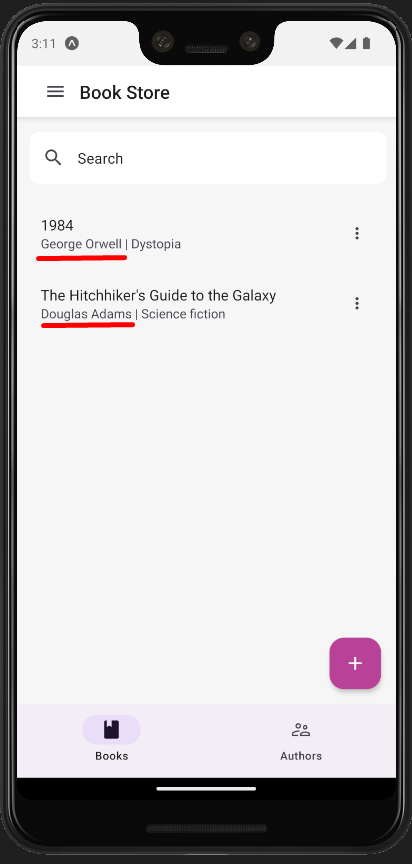 3:11
Book Store
Search
1984
George Orwell | Dystopia
The Hitchhiker's Guide to the Galaxy
Douglas Adams | Science fiction
Books
Authors